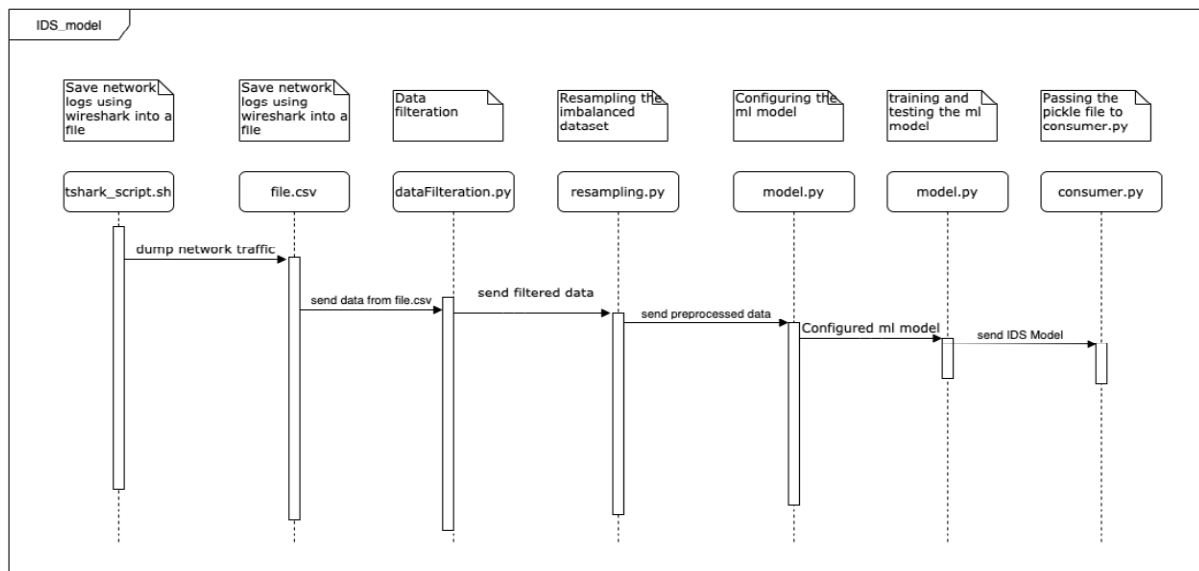 IDS_model
Save network
logs using
wireshark into a
file
Save network
logs using
wireshark into a
file
Data
filteration
Resampling the
imbalanced
dataset
Configuring the
ml model
training and
testing the ml
model
Passing the
pickle file to
consumer.py
tshark_script.sh
file.csv
dataFilteration.py
resampling.py
model.py
model.py
consumer.py
dump network traffic
send data from file.csv
send filtered data
send preprocessed data
Configured ml model
send IDS Model